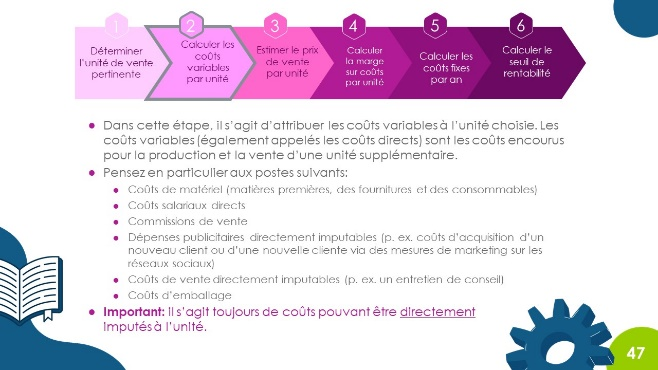 1
Déterminer
l'unité de vente
pertinente
2
Calculer les
coûts
variables
par unité
3
Estimer le prix
de vente
par unité
4
Calculer
la marge
sur coûts
par unité
5
Calculer les
coûts fixes
par an
6
Calculer le
seuil de
rentabilité
● Dans cette étape, il s'agit d'attribuer les coûts variables à l'unité choisie. Les
coûts variables (également appelés les coûts directs) sont les coûts encourus
pour la production et la vente d'une unité supplémentaire.
● Pensez en particulier aux postes suivants:
● Coûts de matériel (matières premières, des fournitures et des consommables)
● Coûts salariaux directs
● Commissions de vente
● Dépenses publicitaires directement imputables (p. ex. coûts d'acquisition d'un
nouveau client ou d'une nouvelle cliente via des mesures de marketing sur les
réseaux sociaux)
● Coûts de vente directement imputables (p. ex. un entretien de conseil)
● Coûts d'emballage
● Important: il s'agit toujours de coûts pouvant être directement
imputés à l'unité.
47